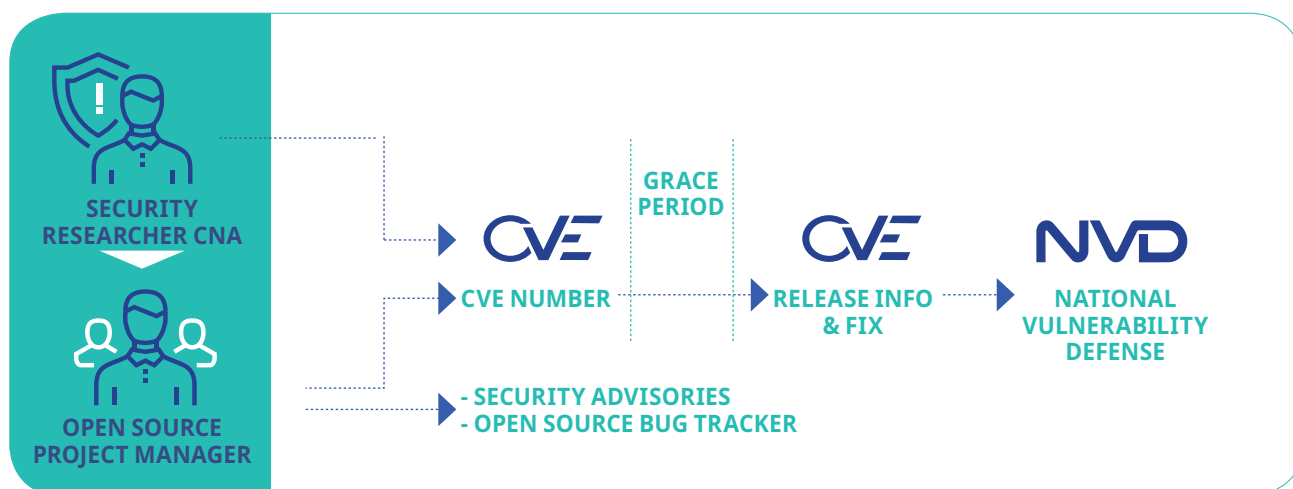 SECURITY
RESEARCHER CNA
OPEN SOURCE
PROJECT MANAGER
CVE
CVE NUMBER
GRACE
PERIOD
CVE
RELEASE INFO
& FIX
NVD
NATIONAL
VULNERABILITY
DEFENSE
- SECURITY ADVISORIES
- OPEN SOURCE BUG TRACKER